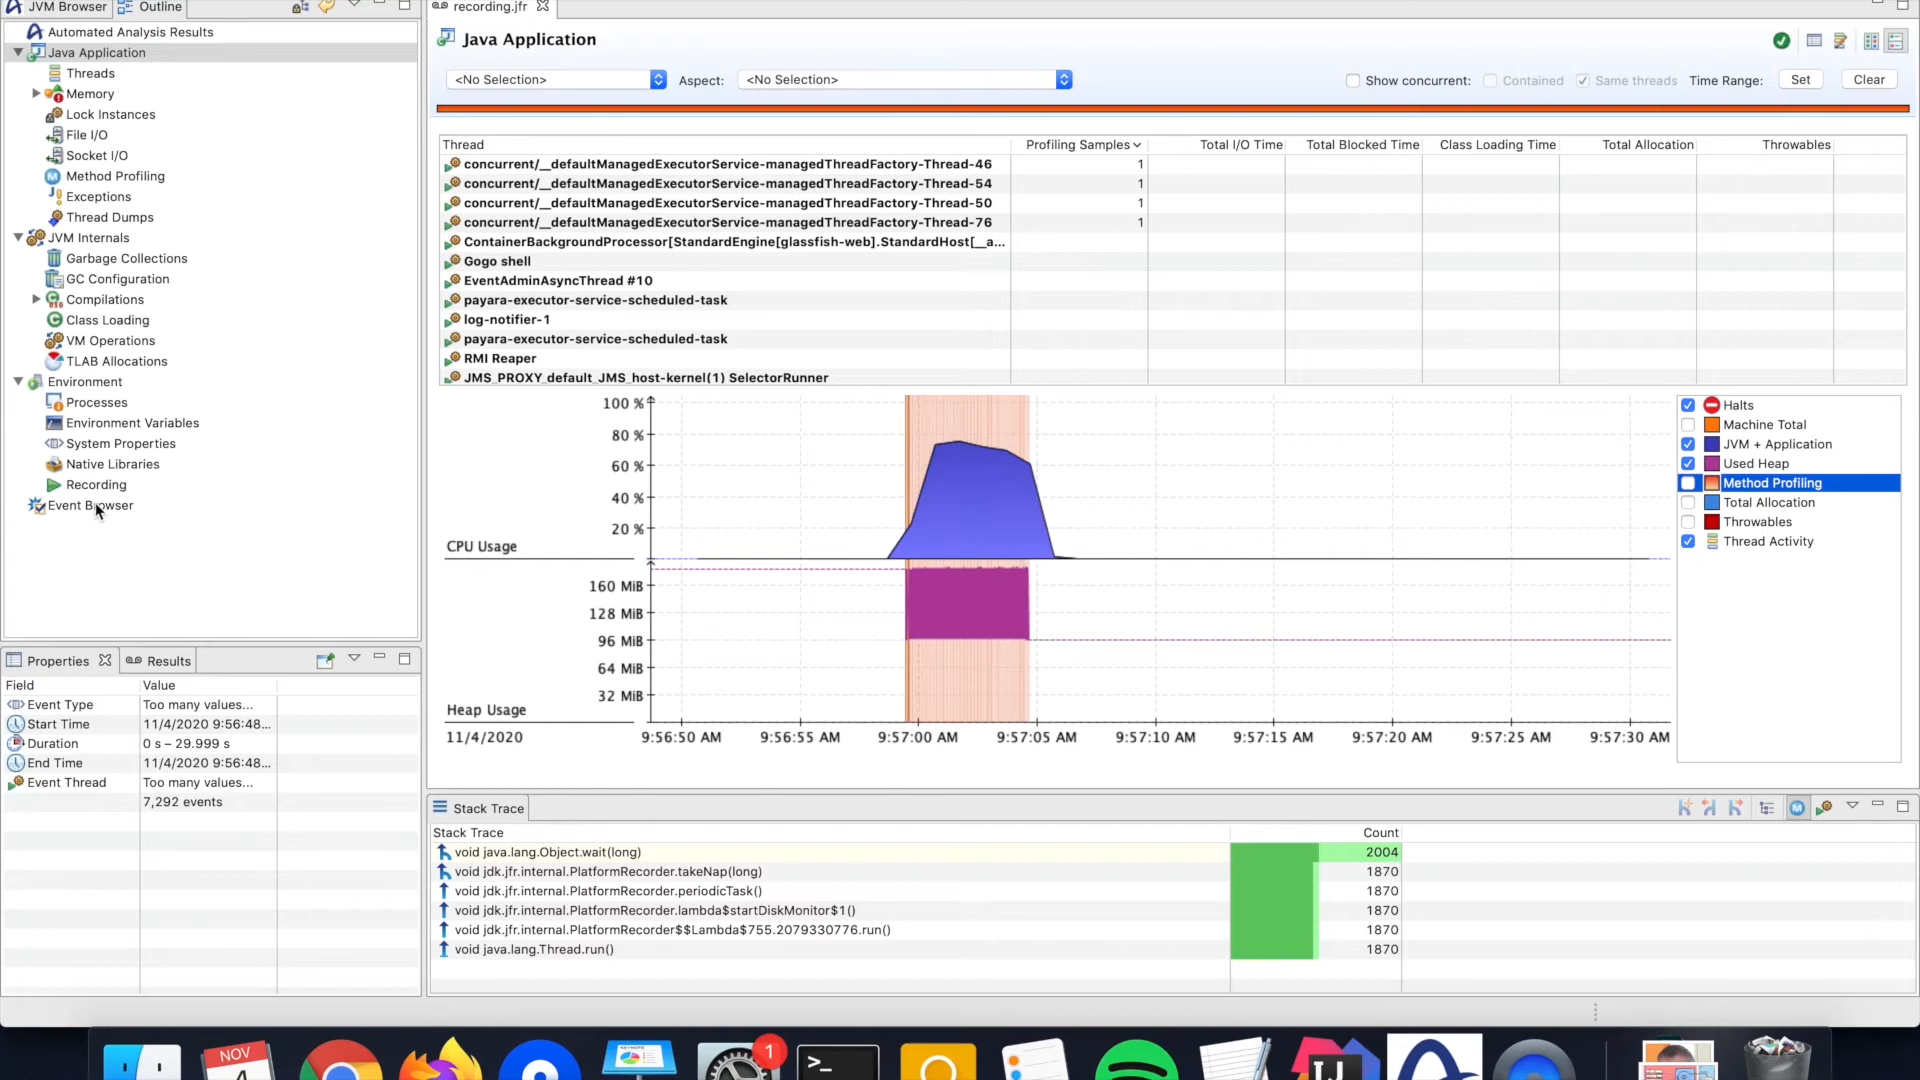 JVM Browser Outline
Automated Analysis Results
Java Application
Threads
Memory
Lock Instances
File I/O
Socket I/O
Method Profiling
Exceptions
Thread Dumps
JVM Internals
Garbage Collections
GC Configuration
Compilations
Class Loading
VM Operations
TLAB Allocations
Environment
Processes
Environment Variables
System Properties
Native Libraries
Recording
Event Browser
Properties Results
Field Value
Event Type Too many values...
Start Time 11/4/2020 9:56:48...
Duration 0 s – 29.999 s
End Time 11/4/2020 9:56:48...
Event Thread Too many values...
7,292 events
recording.jfr
Java Application
<No Selection> Aspect: <No Selection> Show concurrent: Contained Same threads Time Range: Set Clear
Thread Profiling Samples Total I/O Time Total Blocked Time Class Loading Time Total Allocation Throwables
concurrent/__defaultManagedExecutorService-managedThreadFactory-Thread-46 1
concurrent/__defaultManagedExecutorService-managedThreadFactory-Thread-54 1
concurrent/__defaultManagedExecutorService-managedThreadFactory-Thread-50 1
concurrent/__defaultManagedExecutorService-managedThreadFactory-Thread-76 1
ContainerBackgroundProcessor[StandardEngine[glassfish-web].StandardHost[__a...
Gogo shell
EventAdminAsyncThread #10
payara-executor-service-scheduled-task
log-notifier-1
payara-executor-service-scheduled-task
RMI Reaper
JMS_PROXY_default_JMS_host-kernel(1) SelectorRunner
100 %
80 %
60 %
40 %
20 %
CPU Usage
160 MiB
128 MiB
96 MiB
64 MiB
32 MiB
Heap Usage
11/4/2020 9:56:50 AM 9:56:55 AM 9:57:00 AM 9:57:05 AM 9:57:10 AM 9:57:15 AM 9:57:20 AM 9:57:25 AM 9:57:30 AM
Halts
Machine Total
JVM + Application
Used Heap
Method Profiling
Total Allocation
Throwables
Thread Activity
Stack Trace
Stack Trace Count
void java.lang.Object.wait(long) 2004
void jdk.jfr.internal.PlatformRecorder.takeNap(long) 1870
void jdk.jfr.internal.PlatformRecorder.periodicTask() 1870
void jdk.jfr.internal.PlatformRecorder.lambda$startDiskMonitor$1() 1870
void jdk.jfr.internal.PlatformRecorder$$Lambda$755.2079330776.run() 1870
void java.lang.Thread.run() 1870
NOV
4
KEYNOTE
1
>_
IJ